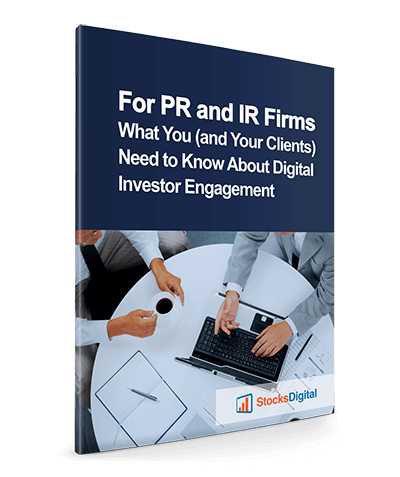 For PR and IR Firms
What You (and Your Clients)
Need to Know About Digital
Investor Engagement
StocksDigital